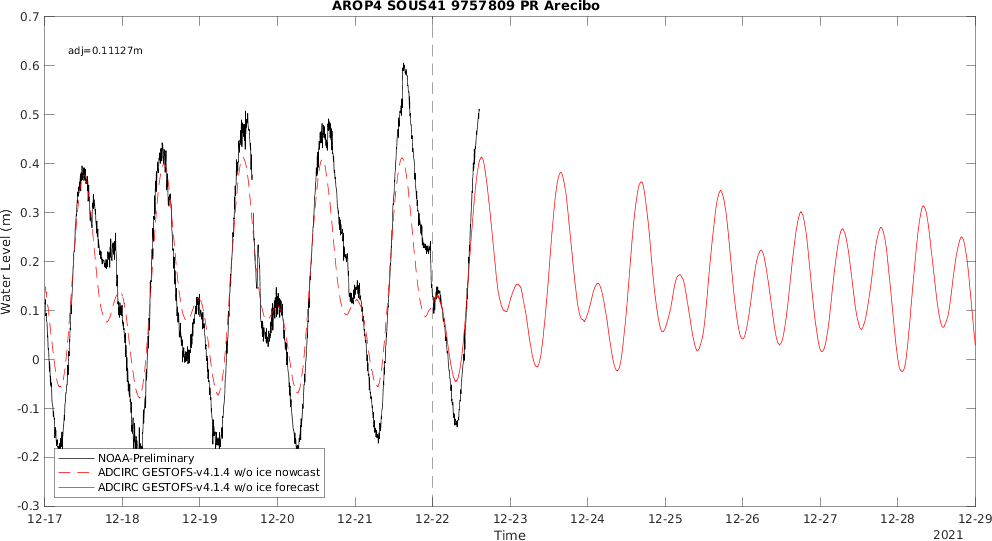 AROP4 SOUS41 9757809 PR Arecibo
adj=0.11127m
0.7
0.6
0.5
0.4
0.3
0.2
0.1
0
-0.1
-0.2
-0.3
Water Level (m)
NOAA-Preliminary
ADCIRC GESTOFS-v4.1.4 w/o ice nowcast
ADCIRC GESTOFS-v4.1.4 w/o ice forecast
12-17 12-18 12-19 12-20 12-21 12-22 12-23 12-24 12-25 12-26 12-27 12-28 12-29
Time
2021